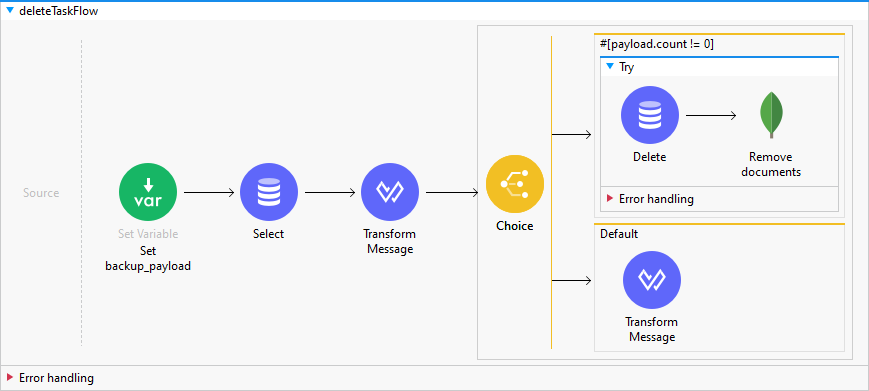 deleteTaskFlow
#[payload.count != 0]
Try
Delete
Remove
documents
Error handling
Source
var
Set Variable
Set
backup_payload
Select
Transform
Message
Choice
Default
Transform
Message
Error handling